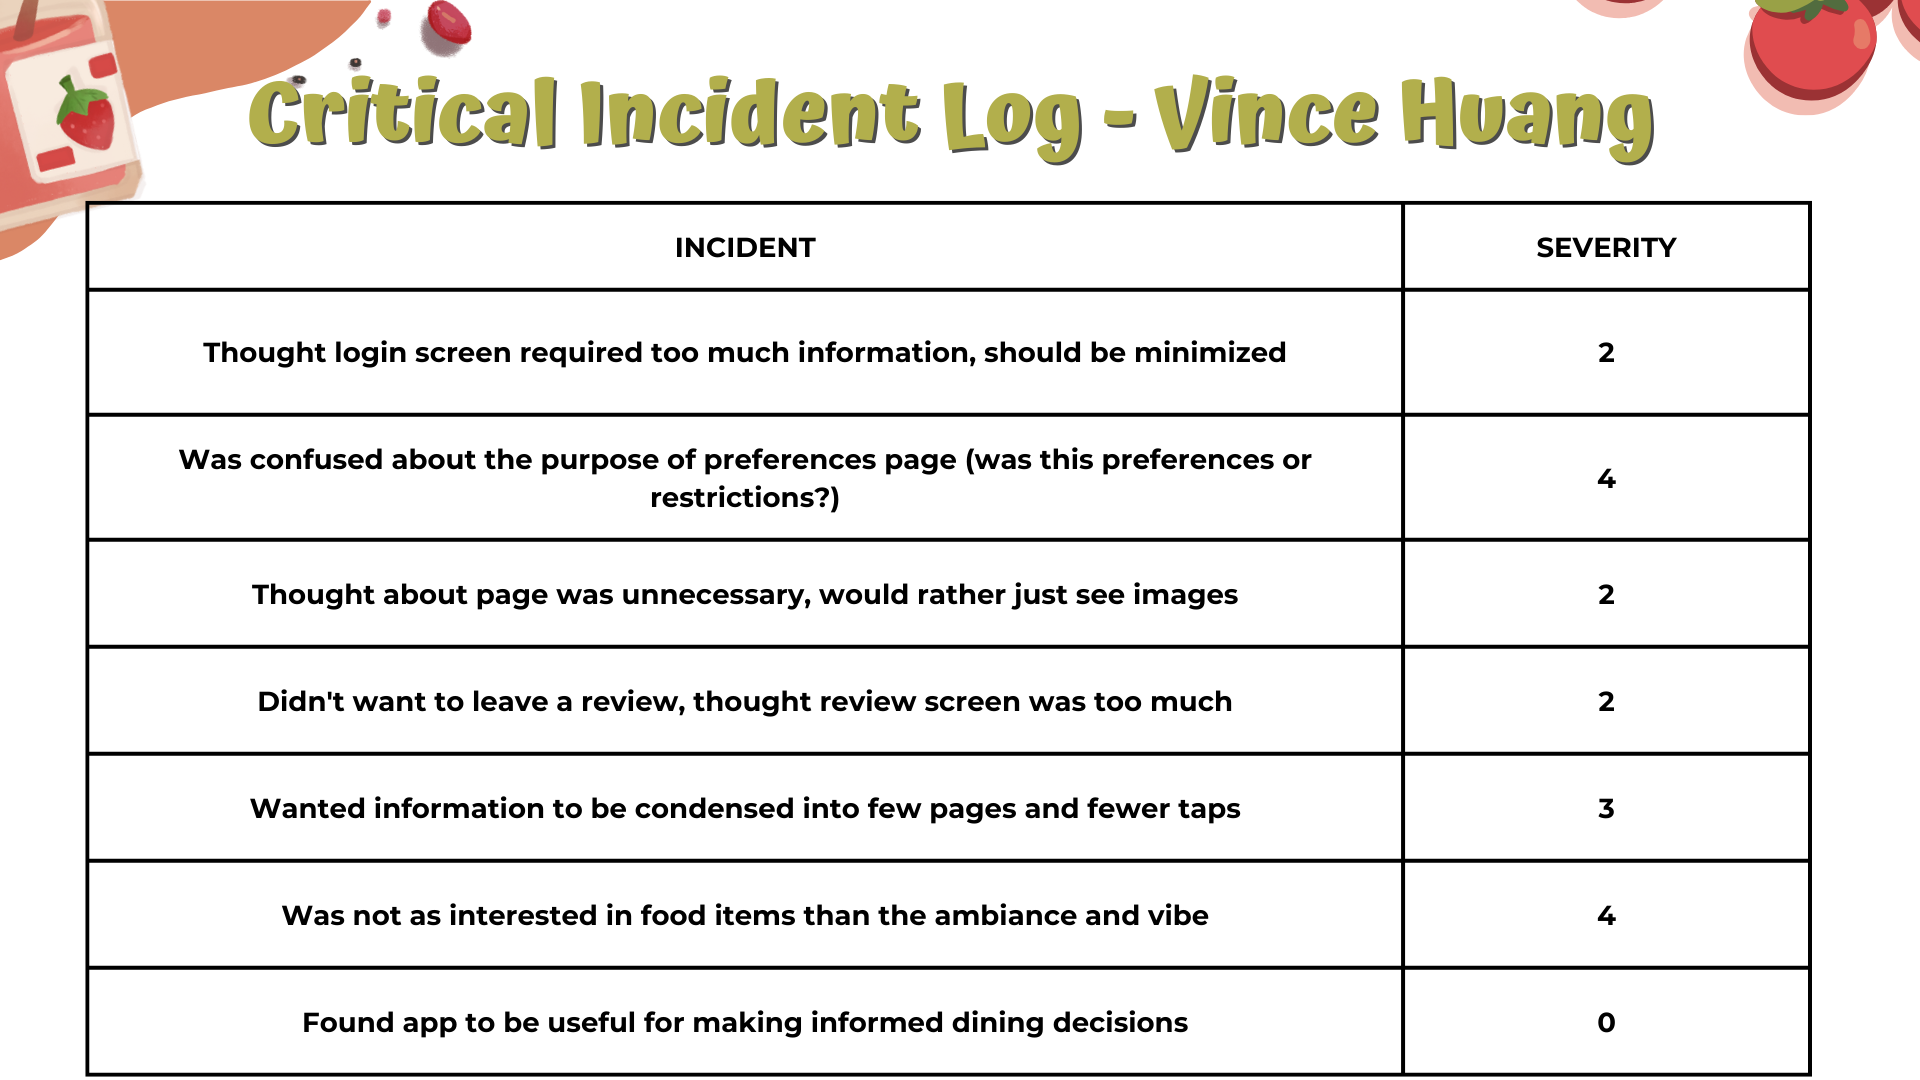 Critical Incident Log - Vince Huang
INCIDENT
SEVERITY
Thought login screen required too much information, should be minimized
2
Was confused about the purpose of preferences page (was this preferences or
restrictions?)
4
Thought about page was unnecessary, would rather just see images
2
Didn't want to leave a review, thought review screen was too much
2
Wanted information to be condensed into few pages and fewer taps
3
Was not as interested in food items than the ambiance and vibe
4
Found app to be useful for making informed dining decisions
0